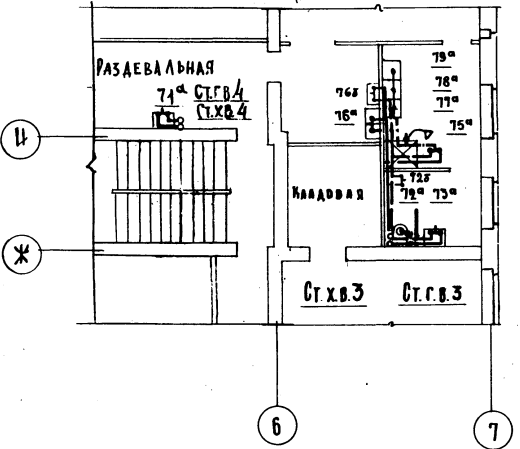 РАЗДЕВАЛЬНАЯ
71а
СТ.Г.В.4
СТ.Х.В.4
79а
78а
77а
75а
76б
76а
И
КЛАДОВАЯ
72б
72а
73а
Ж
СТ.Х.В.3
СТ.Г.В.3
6
7